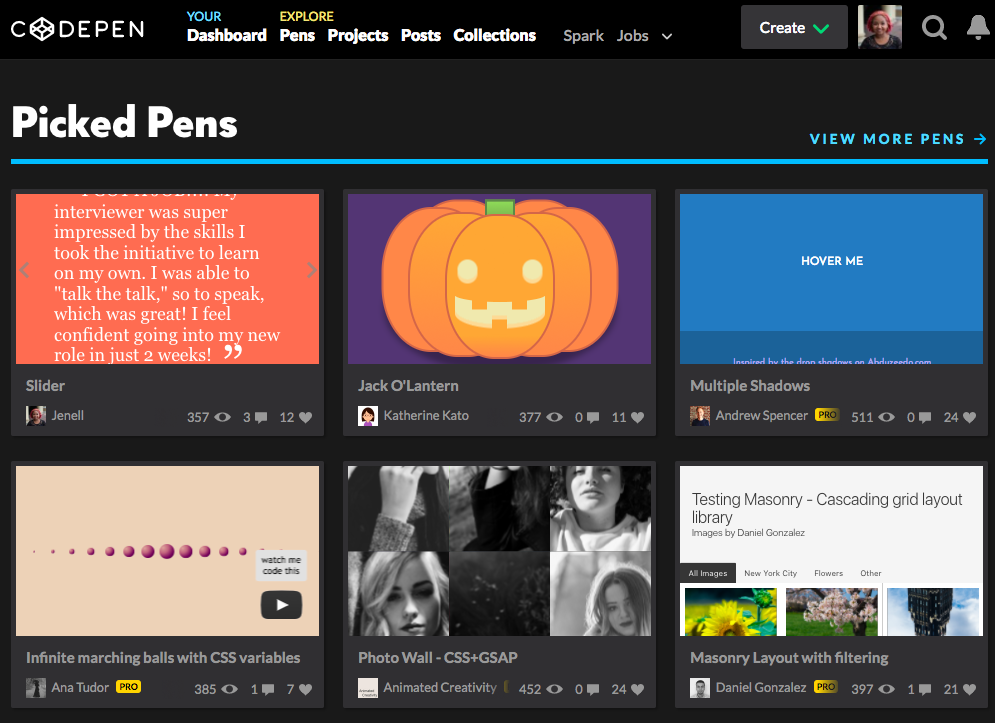 CODEPEN
YOUR
Dashboard
EXPLORE
Pens Projects Posts Collections
Spark Jobs
Create
Picked Pens
VIEW MORE PENS →
interviewer was super
impressed by the skills I
took the initiative to learn
on my own. I was able to
"talk the talk," so to speak,
which was great! I feel
confident going into my new
role in just 2 weeks! ”
Slider
Jenell 357 3 12
Jack O'Lantern
Katherine Kato 377 0 11
HOVER ME
Inspired by the drop shadows on Abduzeedo.com
Multiple Shadows
Andrew Spencer PRO 511 0 24
watch me
code this
Infinite marching balls with CSS variables
Ana Tudor PRO 385 1 7
Photo Wall - CSS+GSAP
Animated Creativity 452 0 24
Testing Masonry - Cascading grid layout
library
Images by Daniel Gonzalez
All Images New York City Flowers Other
Masonry Layout with filtering
Daniel Gonzalez PRO 397 1 21